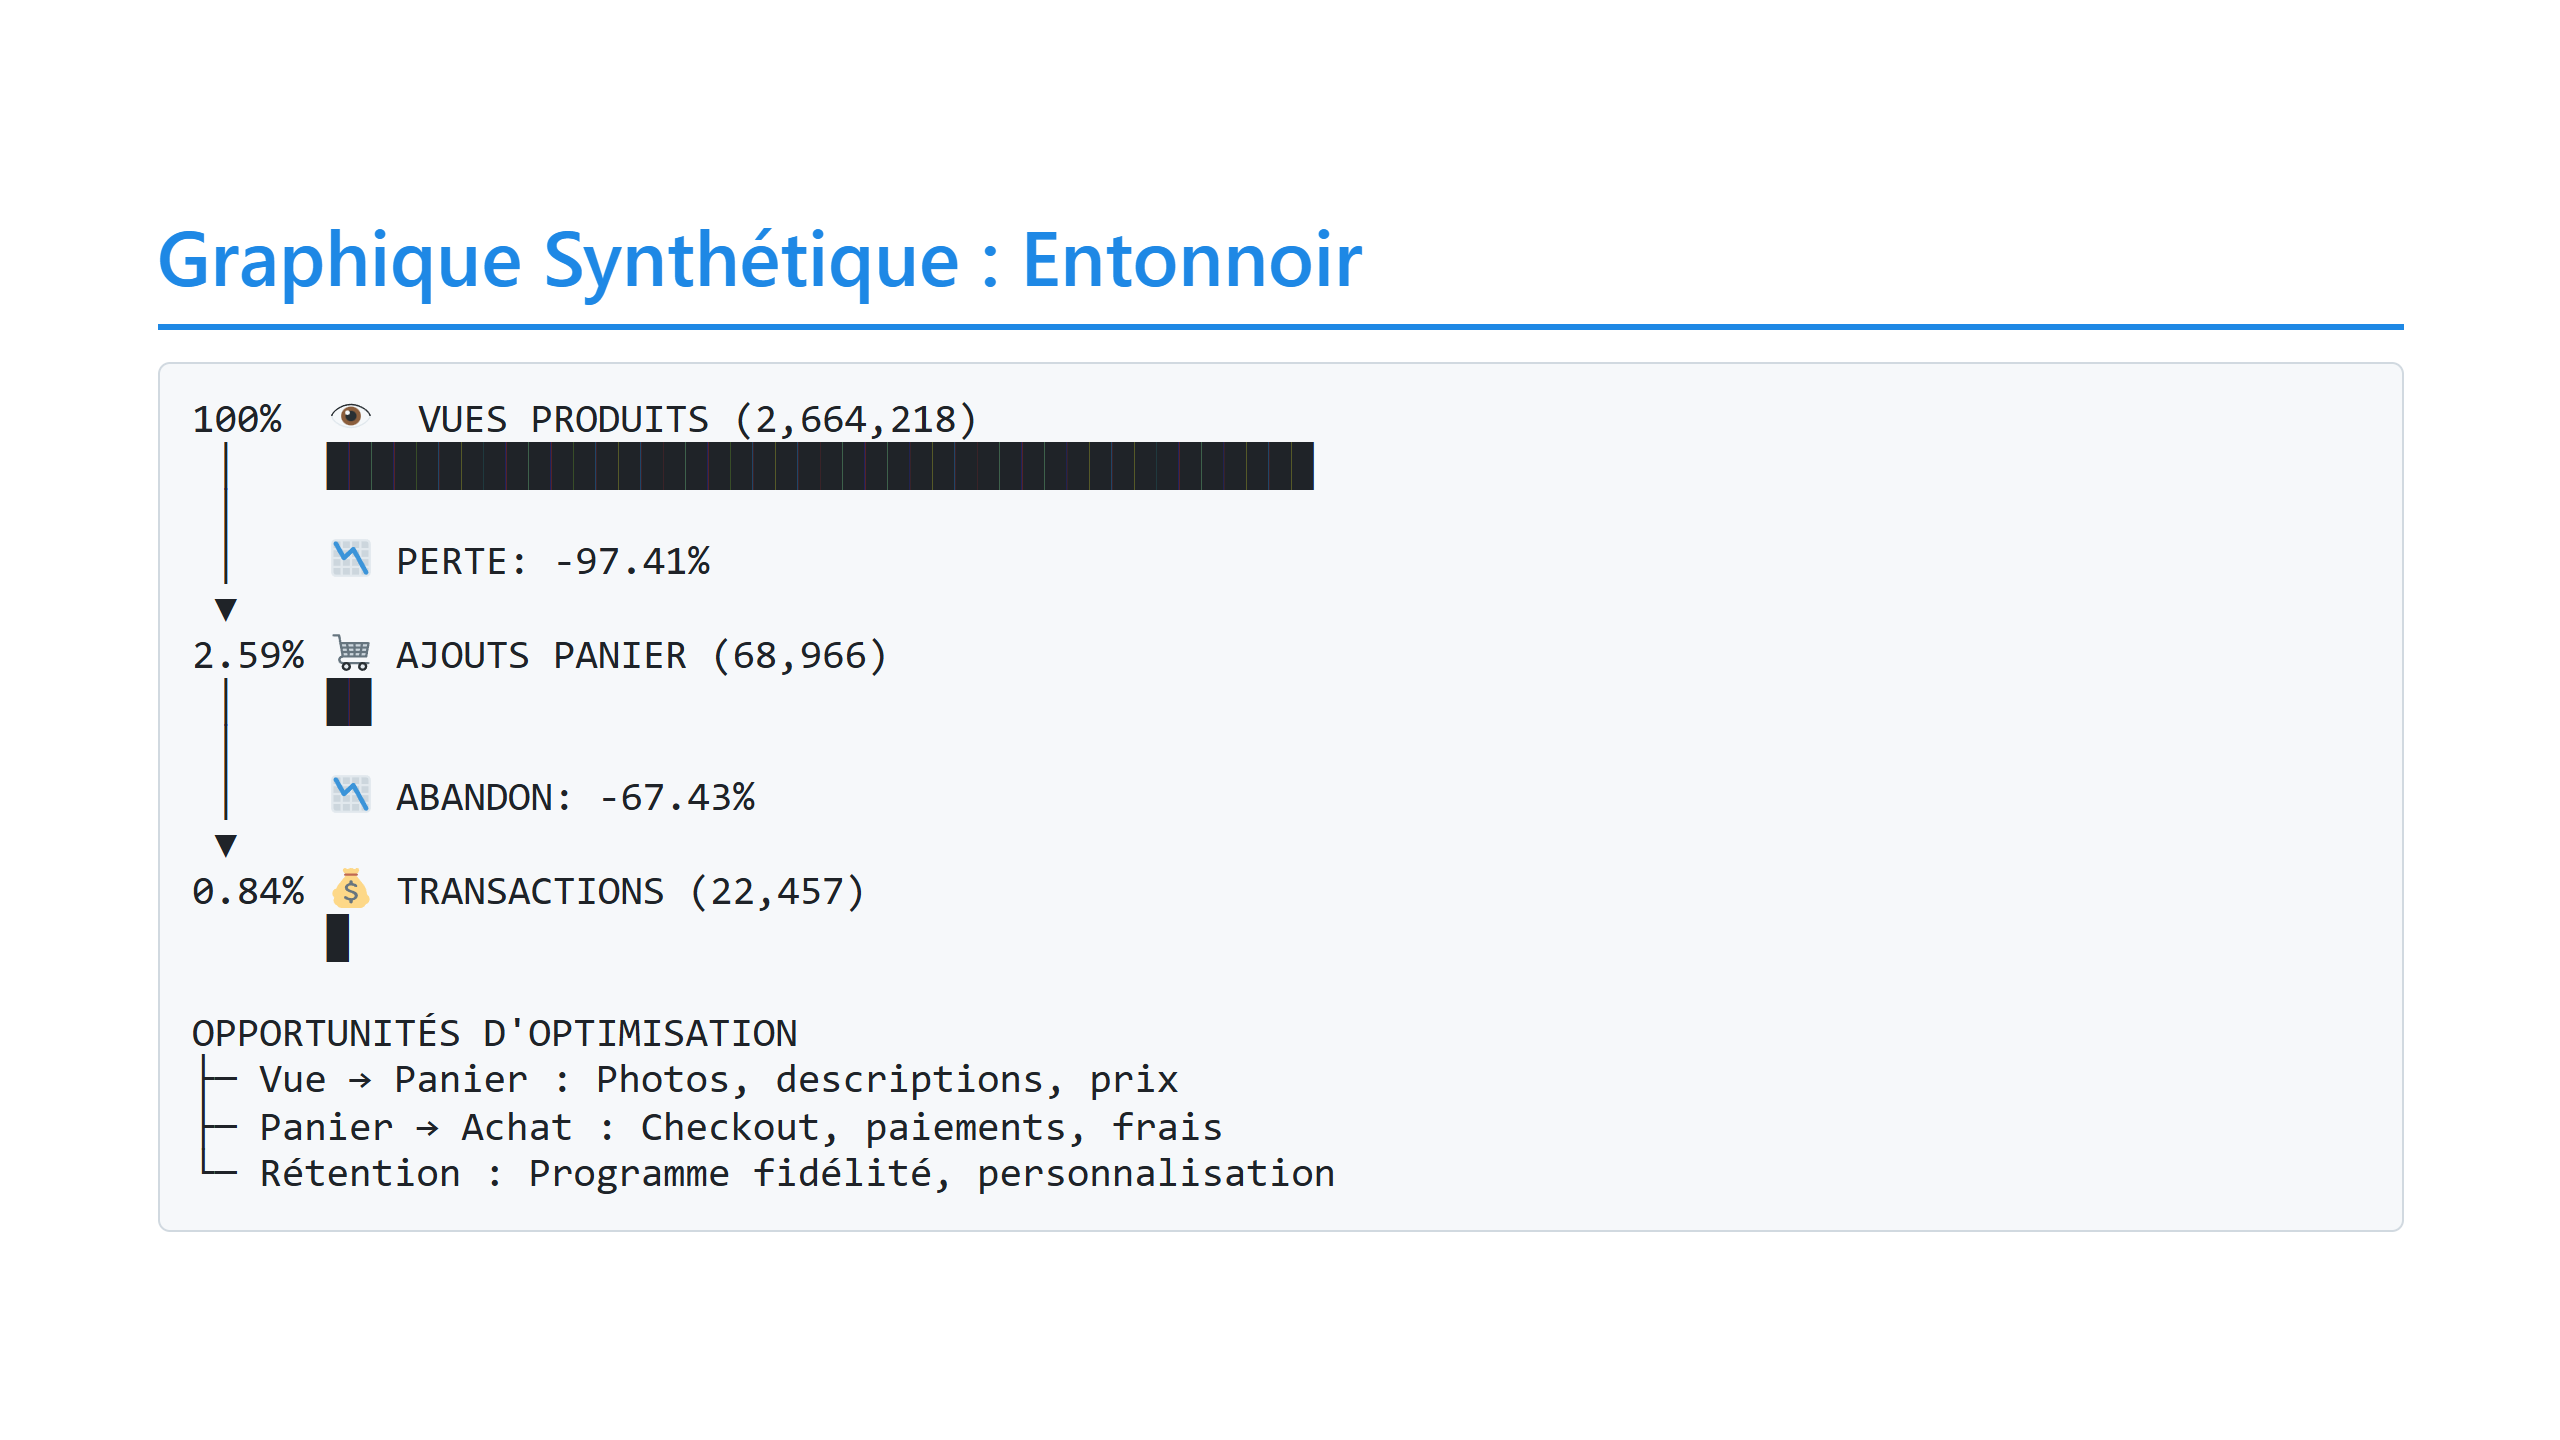 Graphique Synthétique : Entonnoir
100% 👁️ VUES PRODUITS (2,664,218)
│ ████████████████████████████████████████████
│
│ 📉 PERTE: -97.41%
▼
2.59% 🛒 AJOUTS PANIER (68,966)
│ ██
│
│ 📉 ABANDON: -67.43%
▼
0.84% 💰 TRANSACTIONS (22,457)
█
OPPORTUNITÉS D'OPTIMISATION
├─ Vue → Panier : Photos, descriptions, prix
├─ Panier → Achat : Checkout, paiements, frais
└─ Rétention : Programme fidélité, personnalisation